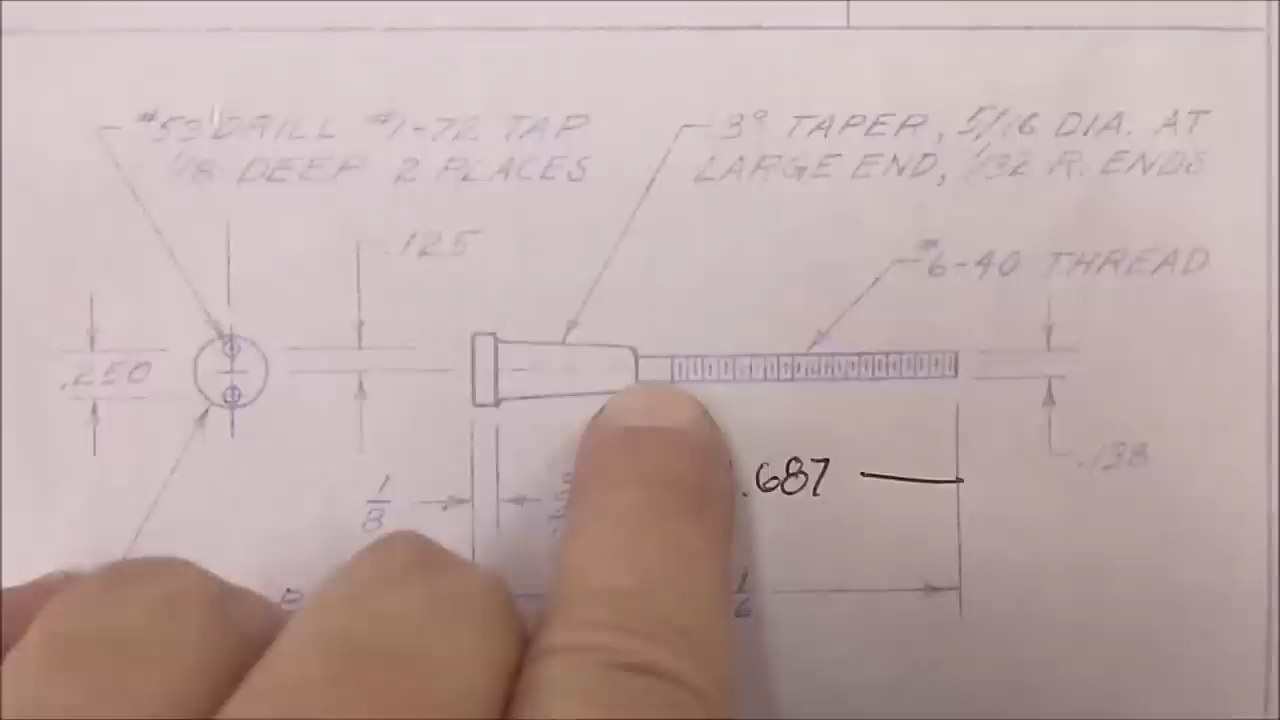 #53 DRILL #1-72 TAP
1/8 DEEP 2 PLACES
3° TAPER, 5/16 DIA. AT
LARGE END, 1/32 R. ENDS
.125
#6-40 THREAD
.250
.138
.687
1/8